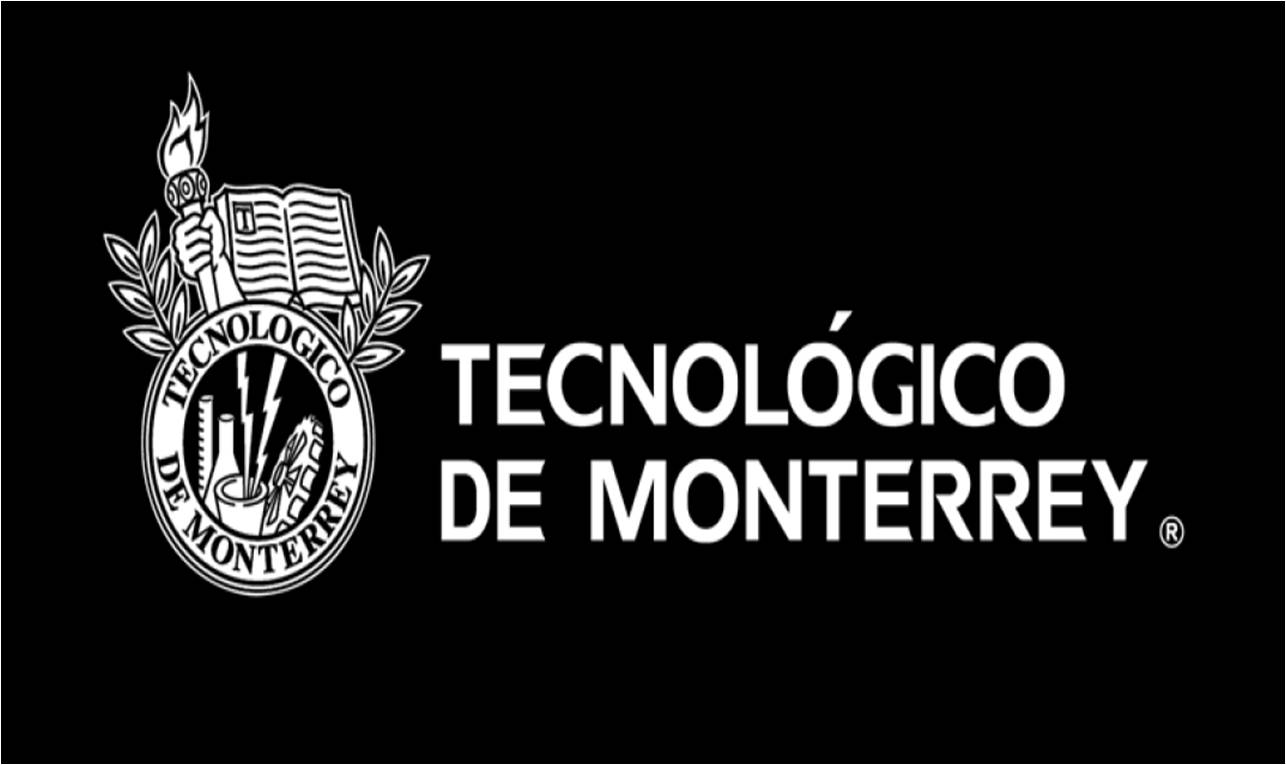 T
TECNOLOGICO
DE MONTERREY
TECNOLÓGICO
DE MONTERREY®